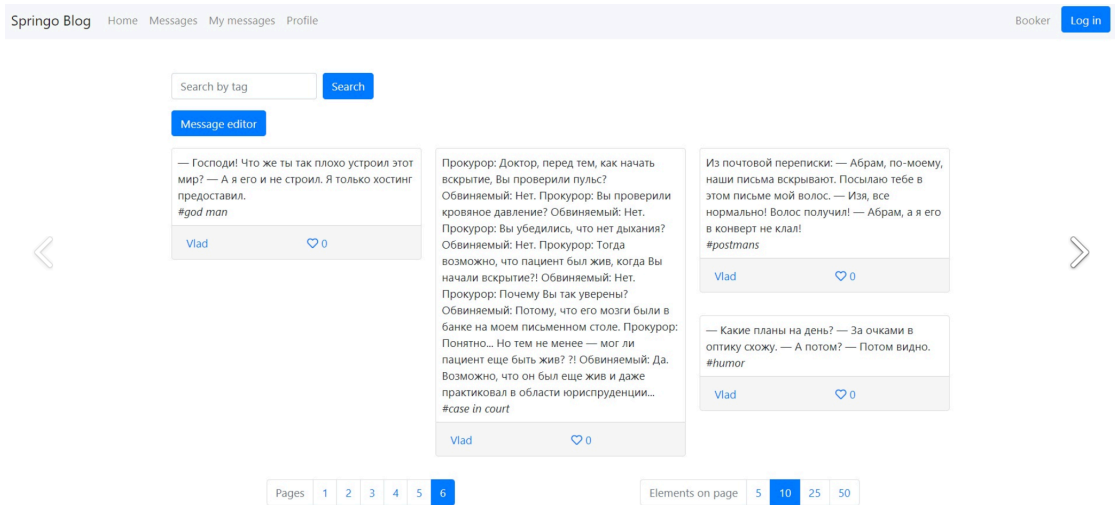 Springo Blog Home Messages My messages Profile Booker Log in
Search by tag Search
Message editor
— Господи! Что же ты так плохо устроил этот
мир? — А я его и не строил. Я только хостинг
предоставил.
#god man
Vlad 0
Прокурор: Доктор, перед тем, как начать
вскрытие, Вы проверили пульс?
Обвиняемый: Нет. Прокурор: Вы проверили
кровяное давление? Обвиняемый: Нет.
Прокурор: Вы убедились, что нет дыхания?
Обвиняемый: Нет. Прокурор: Тогда
возможно, что пациент был жив, когда Вы
начали вскрытие?! Обвиняемый: Нет.
Прокурор: Почему Вы так уверены?
Обвиняемый: Потому, что его мозги были в
банке на моем письменном столе. Прокурор:
Понятно... Но тем не менее — мог ли
пациент еще быть жив? ?! Обвиняемый: Да.
Возможно, что он был еще жив и даже
практиковал в области юриспруденции...
#case in court
Vlad 0
Из почтовой переписки: — Абрам, по-моему,
наши письма вскрывают. Посылаю тебе в
этом письме мой волос. — Изя, все
нормально! Волос получил! — Абрам, а я его
в конверт не клал!
#postmans
Vlad 0
— Какие планы на день? — За очками в
оптику схожу. — А потом? — Потом видно.
#humor
Vlad 0
Pages 1 2 3 4 5 6 Elements on page 5 10 25 50